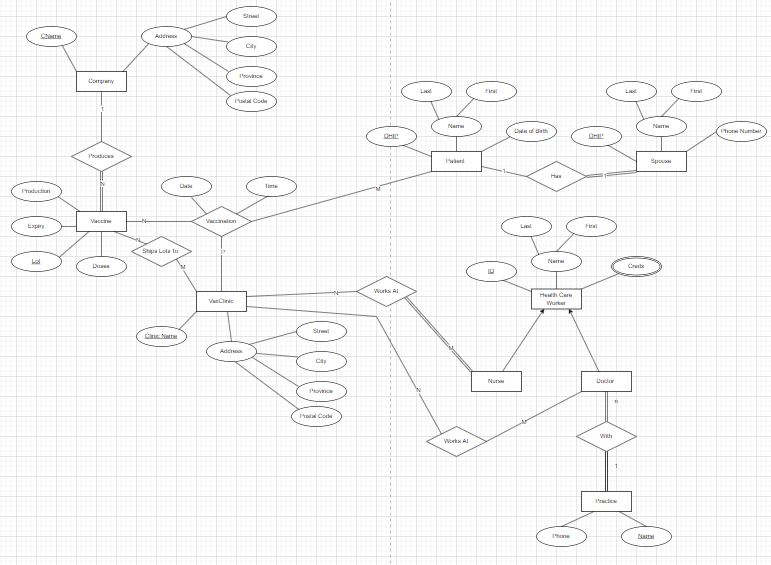 Street
CName
Address
City
Province
Postal Code
Company
1
Produces
N
Last
First
Name
OHIP
Date of Birth
Patient
1
Has
1
Last
First
Name
OHIP
Phone Number
Spouse
Production
Expiry
Lot
Doses
Vaccine
N
Date
Time
Vaccination
M
P
N
Ships Lots To
M
VaxClinic
Clinic Name
Address
Street
City
Province
Postal Code
N
Works At
M
N
Works At
M
Last
First
Name
ID
Creds
Health Care
Worker
Nurse
Doctor
n
With
1
Practice
Phone
Name